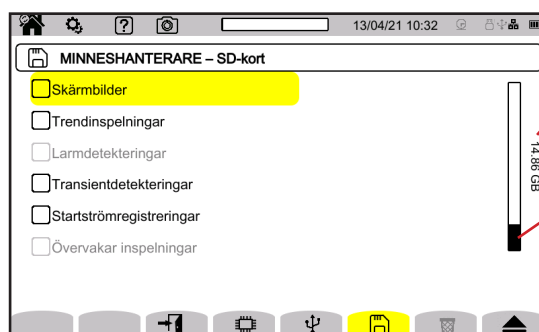 13/04/21 10:32
MINNESHANTERARE – SD-kort
Skärmbilder
Trendinspelningar
Larmdetekteringar
Transientdetekteringar
Startströmregistreringar
Övervakar inspelningar
14.86 GB